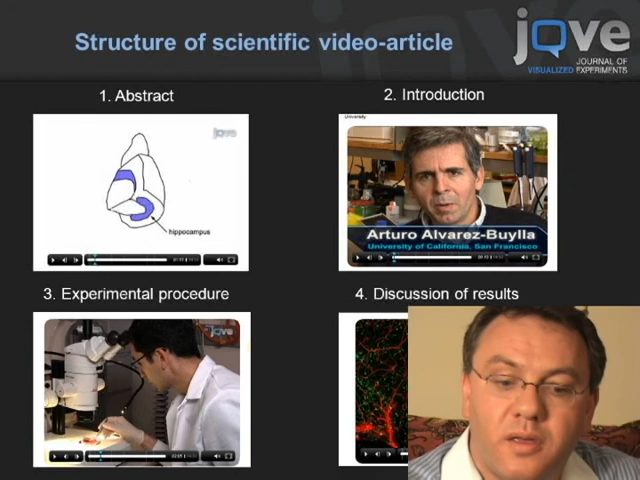 Structure of scientific video-article
jove
JOURNAL OF
VISUALIZED EXPERIMENTS
1. Abstract
2. Introduction
jove
hippocampus
University
Arturo Alvarez-Buylla
University of California, San Francisco
3. Experimental procedure
4. Discussion of results
jove